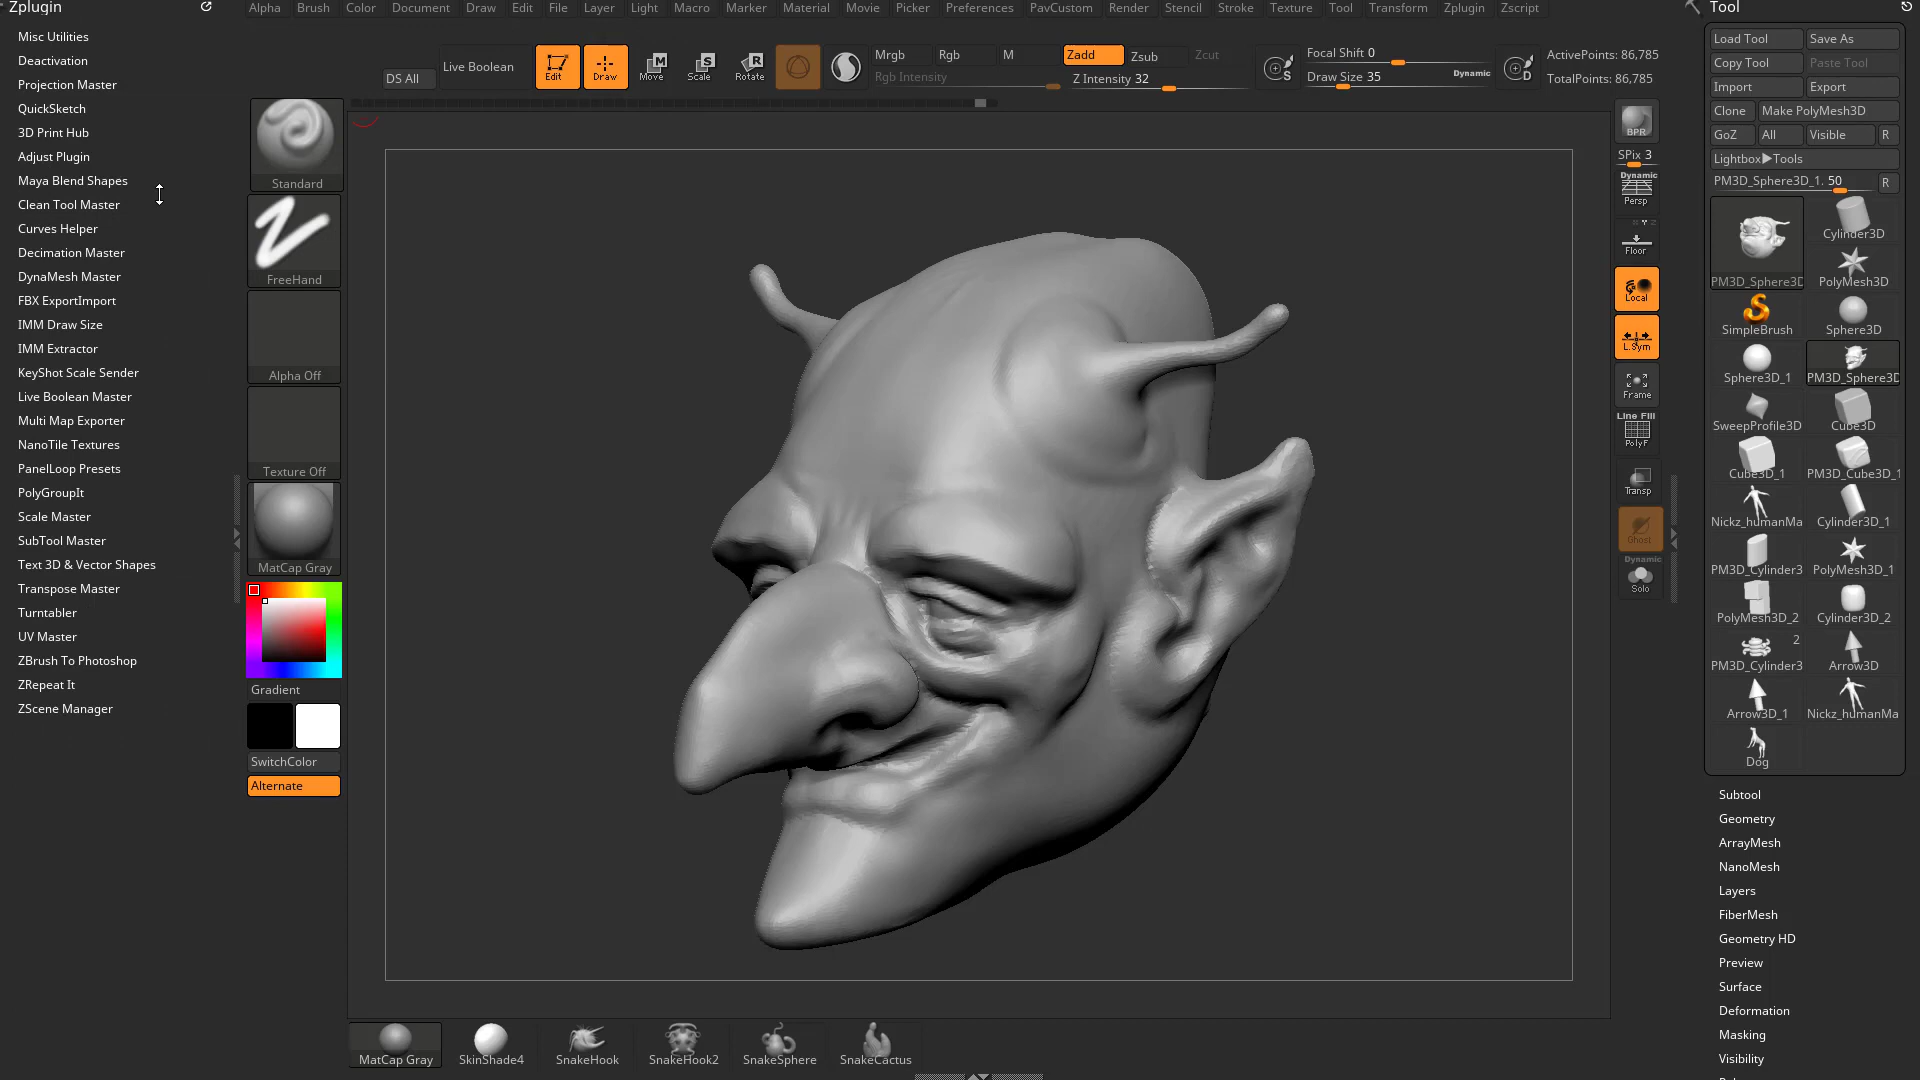 Zplugin
Alpha Brush Color Document Draw Edit File Layer Light Macro Marker Material Movie Picker Preferences PavCustom Render Stencil Stroke Texture Tool Transform Zplugin Zscript
Tool
Misc Utilities
Deactivation
Projection Master
QuickSketch
3D Print Hub
Adjust Plugin
Maya Blend Shapes
Clean Tool Master
Curves Helper
Decimation Master
DynaMesh Master
FBX ExportImport
IMM Draw Size
IMM Extractor
KeyShot Scale Sender
Live Boolean Master
Multi Map Exporter
NanoTile Textures
PanelLoop Presets
PolyGroupIt
Scale Master
SubTool Master
Text 3D & Vector Shapes
Transpose Master
Turntabler
UV Master
ZBrush To Photoshop
ZRepeat It
ZScene Manager
DS All
Live Boolean
Edit
Draw
Move
Scale
Rotate
Mrgb Rgb M
Rgb Intensity
Zadd Zsub Zcut
Z Intensity 32
Focal Shift 0
Draw Size 35
Dynamic
ActivePoints: 86,785
TotalPoints: 86,785
Standard
FreeHand
Alpha Off
Texture Off
MatCap Gray
Gradient
SwitchColor
Alternate
BPR
SPix 3
Dynamic
Persp
Floor
Local
L.Sym
Frame
Line Fill
PolyF
Transp
Ghost
Dynamic
Solo
MatCap Gray
SkinShade4
SnakeHook
SnakeHook2
SnakeSphere
SnakeCactus
Load Tool Save As
Copy Tool Paste Tool
Import Export
Clone Make PolyMesh3D
GoZ All Visible R
Lightbox▶Tools
PM3D_Sphere3D_1. 50 R
PM3D_Sphere3D
Cylinder3D
PolyMesh3D
SimpleBrush Sphere3D
Sphere3D_1 PM3D_Sphere3D
SweepProfile3D Cube3D
Cube3D_1 PM3D_Cube3D_1
Nickz_humanMa Cylinder3D_1
PM3D_Cylinder3 PolyMesh3D_1
PolyMesh3D_2 Cylinder3D_2
2
PM3D_Cylinder3 Arrow3D
Arrow3D_1 Nickz_humanMa
Dog
Subtool
Geometry
ArrayMesh
NanoMesh
Layers
FiberMesh
Geometry HD
Preview
Surface
Deformation
Masking
Visibility